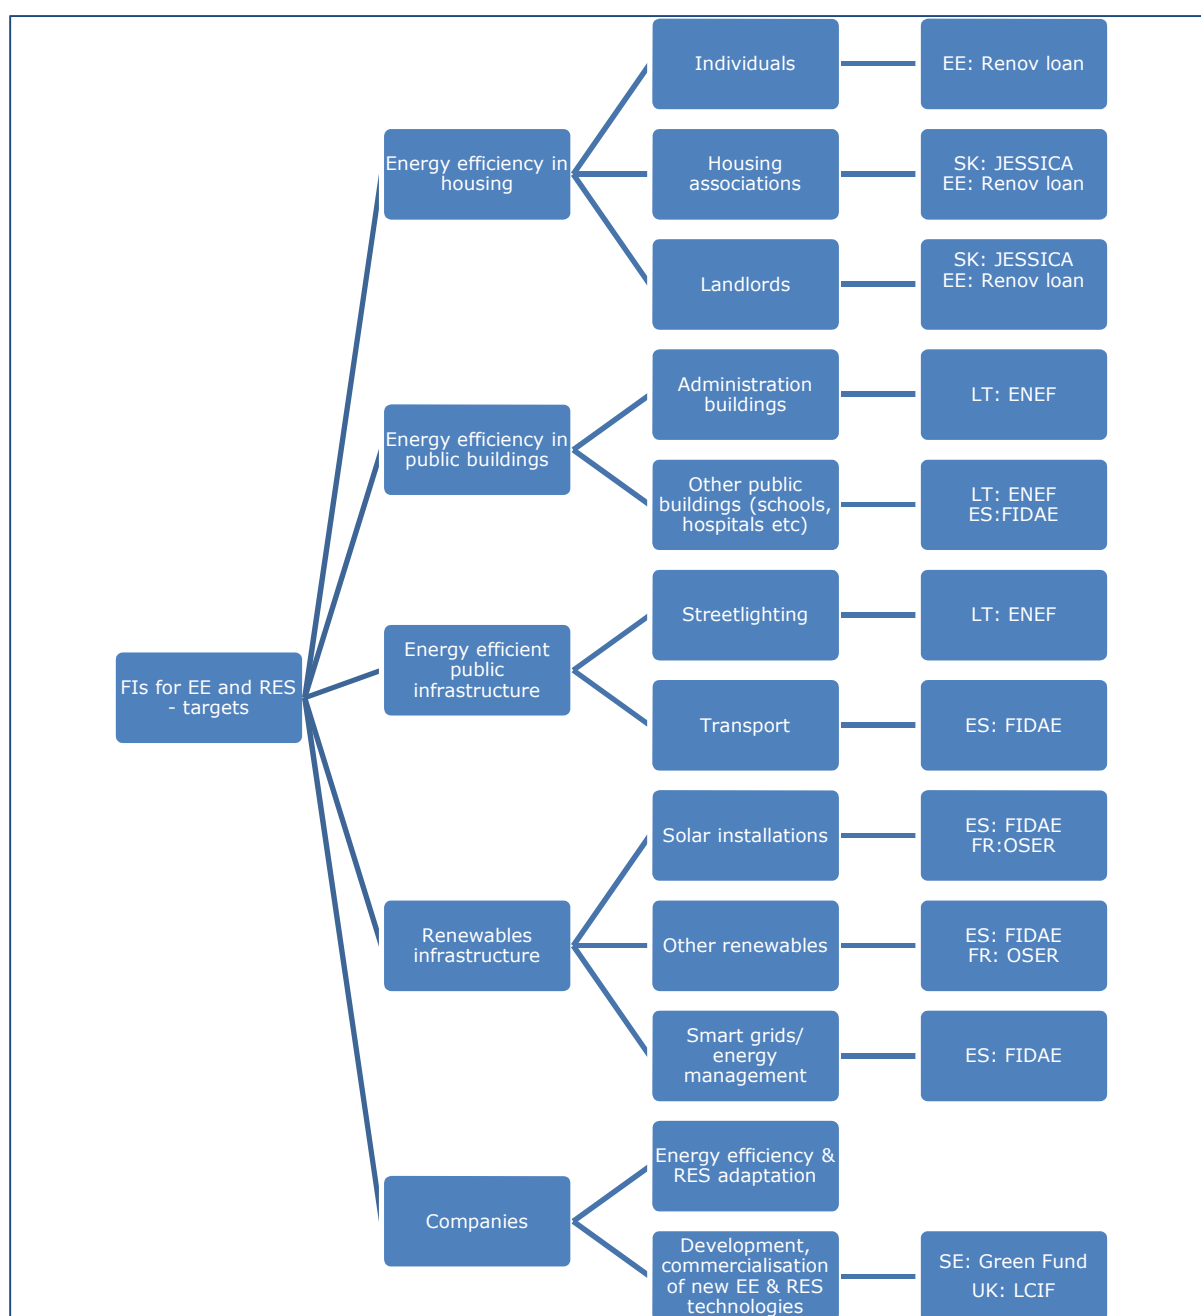 FIs for EE and RES
- targets
Energy efficiency in
housing
Individuals
EE: Renov loan
Housing
associations
SK: JESSICA
EE: Renov loan
Landlords
SK: JESSICA
EE: Renov loan
Energy efficiency in
public buildings
Administration
buildings
LT: ENEF
Other public
buildings (schools,
hospitals etc)
LT: ENEF
ES:FIDAE
Energy efficient
public
infrastructure
Streetlighting
LT: ENEF
Transport
ES: FIDAE
Renewables
infrastructure
Solar installations
ES: FIDAE
FR:OSER
Other renewables
ES: FIDAE
FR: OSER
Smart grids/
energy
management
ES: FIDAE
Companies
Energy efficiency &
RES adaptation
Development,
commercialisation
of new EE & RES
technologies
SE: Green Fund
UK: LCIF